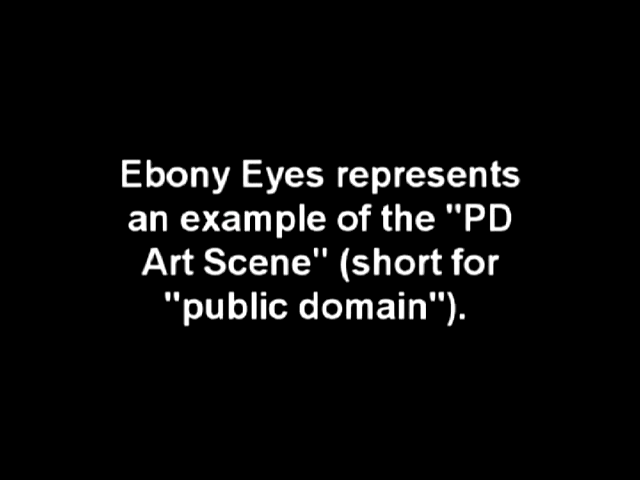 Ebony Eyes represents
an example of the "PD
Art Scene" (short for
"public domain").